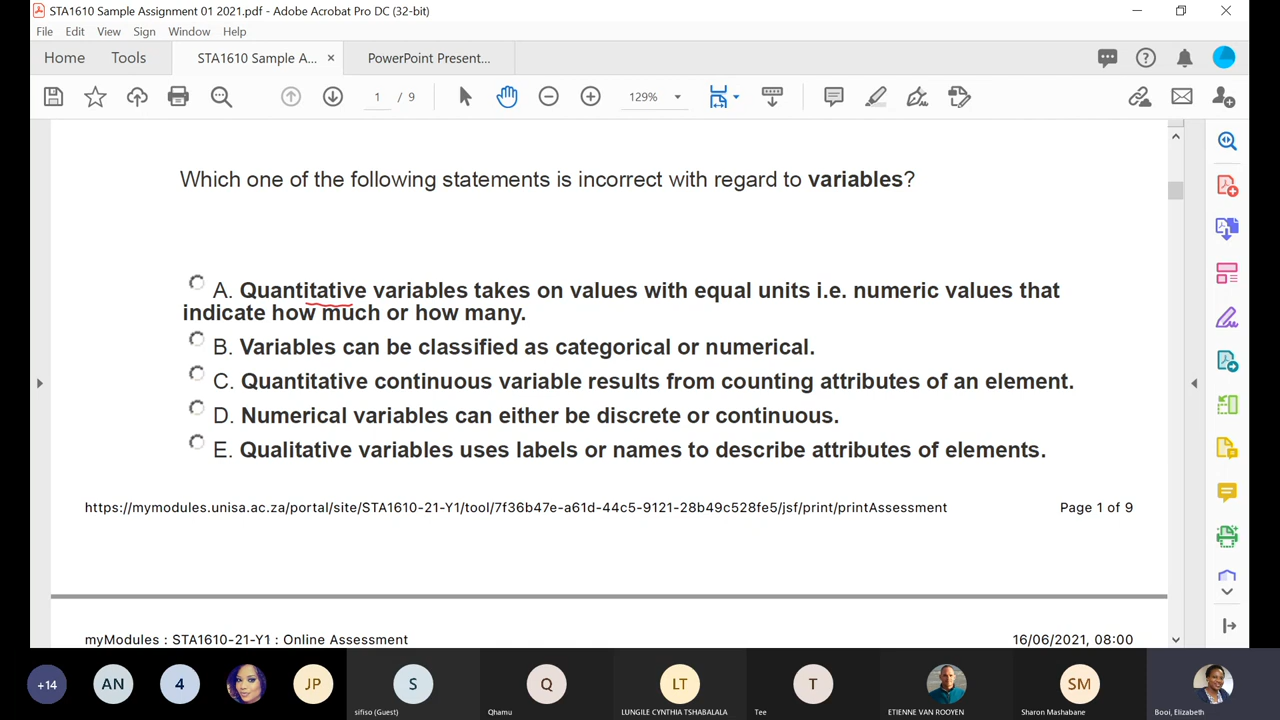 STA1610 Sample Assignment 01 2021.pdf - Adobe Acrobat Pro DC (32-bit)
File Edit View Sign Window Help
Home Tools STA1610 Sample A... × PowerPoint Present...
1 / 9 129%
Which one of the following statements is incorrect with regard to variables?
A. Quantitative variables takes on values with equal units i.e. numeric values that
indicate how much or how many.
B. Variables can be classified as categorical or numerical.
C. Quantitative continuous variable results from counting attributes of an element.
D. Numerical variables can either be discrete or continuous.
E. Qualitative variables uses labels or names to describe attributes of elements.
https://mymodules.unisa.ac.za/portal/site/STA1610-21-Y1/tool/7f36b47e-a61d-44c5-9121-28b49c528fe5/jsf/print/printAssessment Page 1 of 9
myModules : STA1610-21-Y1 : Online Assessment 16/06/2021, 08:00
+14 AN 4 JP S Q LT T SM
sifiso (Guest) Qhamu LUNGILE CYNTHIA TSHABALALA Tee ETIENNE VAN ROOYEN Sharon Mashabane Booi, Elizabeth